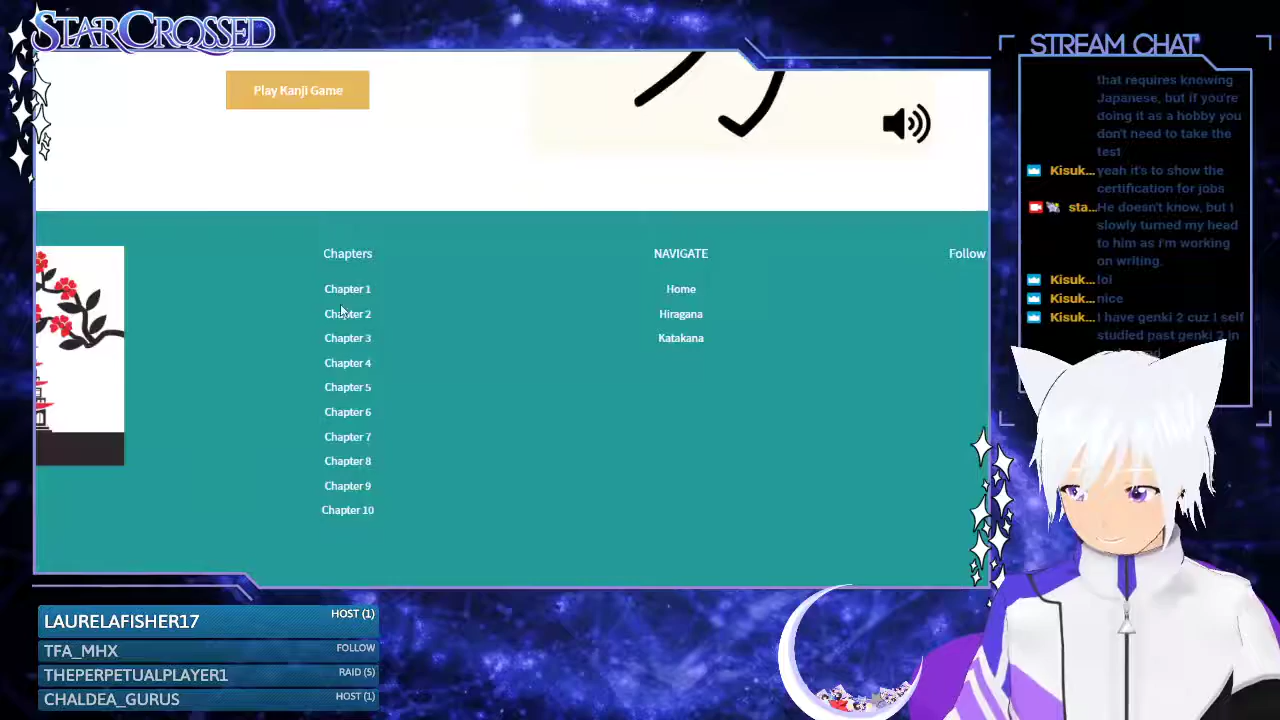 STARCROSSED
STREAM CHAT
Play Kanji Game
that requires knowing
Japanese, but if you're
doing it as a hobby you
don't need to take the
test
Kisuk... yeah it's to show the
certification for jobs
sta... He doesn't know, but I
slowly turned my head
to him as I'm working
on writing.
Kisuk... lol
Kisuk... nice
Kisuk... I have genki 2 cuz I self
studied past genki 2 in
Chapters
Chapter 1
Chapter 2
Chapter 3
Chapter 4
Chapter 5
Chapter 6
Chapter 7
Chapter 8
Chapter 9
Chapter 10
NAVIGATE
Home
Hiragana
Katakana
Follow
LAURELAFISHER17 HOST (1)
TFA_MHX FOLLOW
THEPERPETUALPLAYER1 RAID (5)
CHALDEA_GURUS HOST (1)